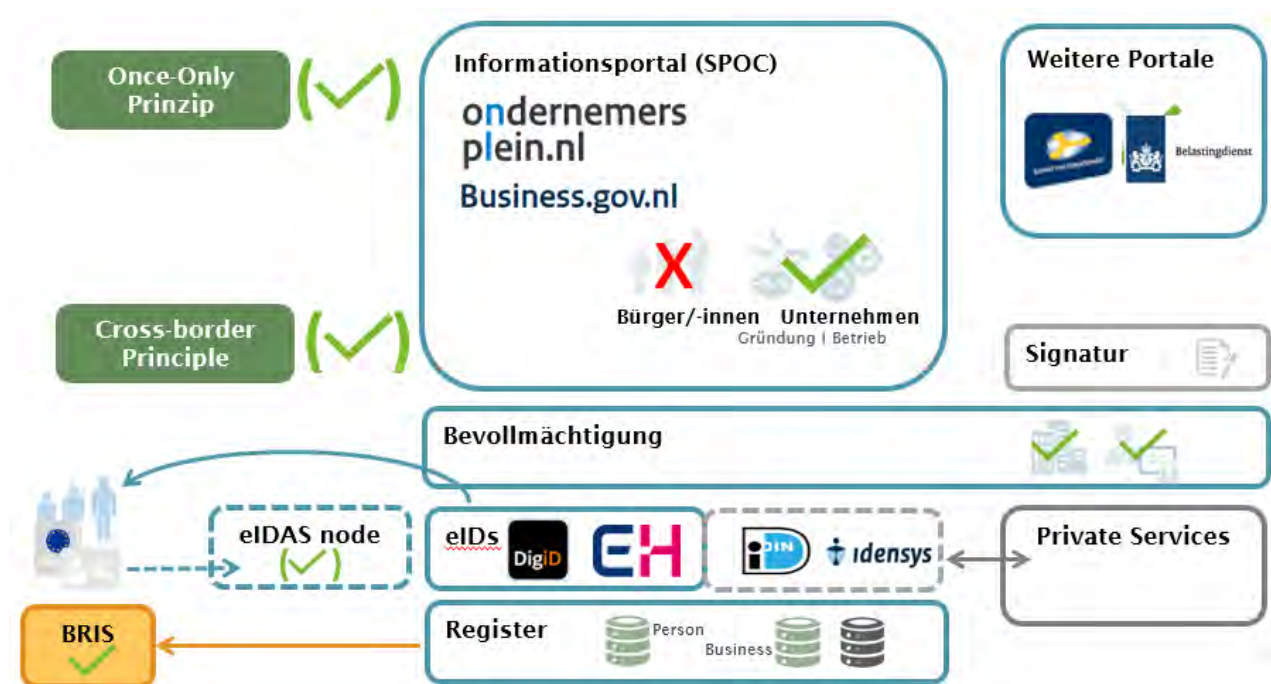 Once-Only
Prinzip
Cross-border
Principle
Informationsportal (SPOC)
ondernemers
plein.nl
Business.gov.nl
X
Bürger/-innen
Unternehmen
Gründung | Betrieb
Weitere Portale
Belastingdienst
Signatur
Bevollmächtigung
eIDAS node
eIDs
DigiD
EH
iDIN
idensys
Private Services
BRIS
Register
Person
Business